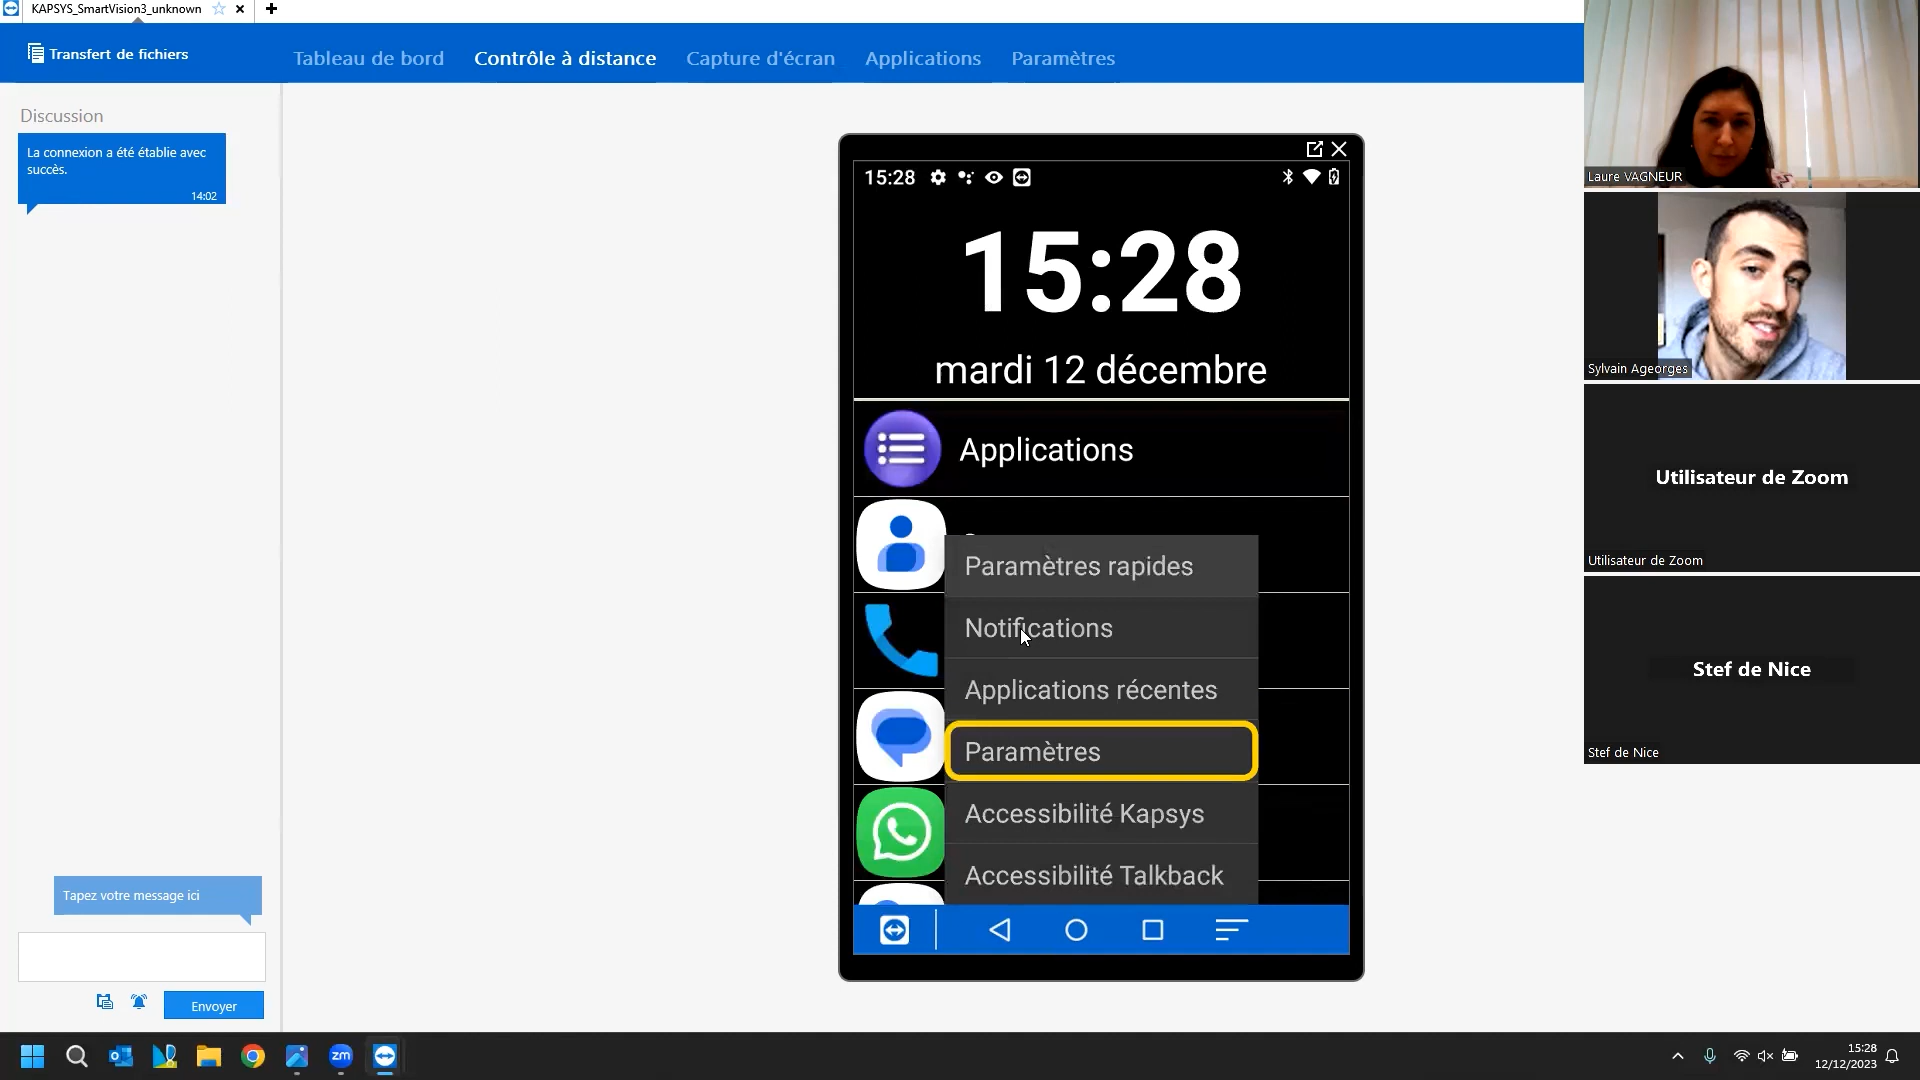 KAPSYS_SmartVision3_unknown
Transfert de fichiers
Tableau de bord
Contrôle à distance
Capture d'écran
Applications
Paramètres
Discussion
La connexion a été établie avec
succès.
14:02
Tapez votre message ici
Envoyer
15:28
15:28
mardi 12 décembre
Applications
Paramètres rapides
Notifications
Applications récentes
Paramètres
Accessibilité Kapsys
Accessibilité Talkback
Laure VAGNEUR
Sylvain Ageorges
Utilisateur de Zoom
Utilisateur de Zoom
Stef de Nice
Stef de Nice
zm
15:28
12/12/2023